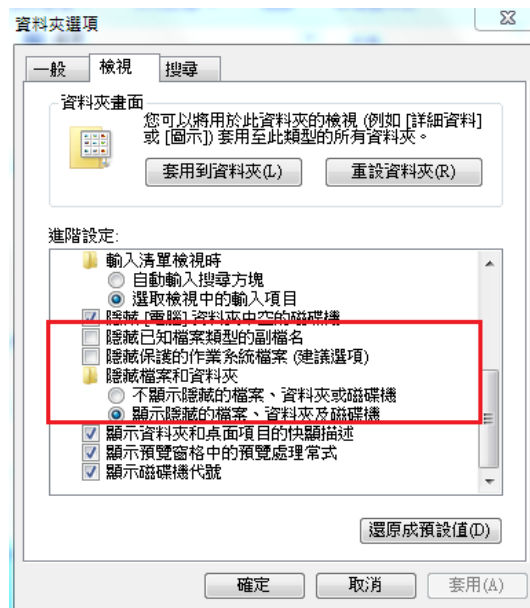 資料夾選項
一般
檢視
搜尋
資料夾畫面
您可以將用於此資料夾的檢視 (例如 [詳細資料]
或 [圖示]) 套用至此類型的所有資料夾。
套用到資料夾(L)
重設資料夾(R)
進階設定:
輸入清單檢視時
自動輸入搜尋方塊
選取檢視中的輸入項目
隱藏 [電腦] 資料夾中空的磁碟機
隱藏已知檔案類型的副檔名
隱藏保護的作業系統檔案 (建議選項)
隱藏檔案和資料夾
不顯示隱藏的檔案、資料夾或磁碟機
顯示隱藏的檔案、資料夾及磁碟機
顯示資料夾和桌面項目的快顯描述
顯示預覽窗格中的預覽處理常式
顯示磁碟機代號
還原成預設值(D)
確定
取消
套用(A)